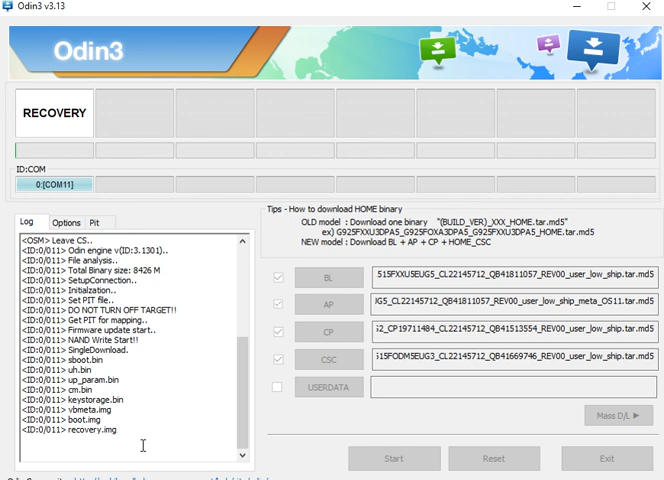 Odin3 v3.13
Odin3
RECOVERY
ID:COM
0:[COM11]
Log
Options
Pit
<OSM> Leave CS..
<ID:0/011> Odin engine v(ID:3.1301)..
<ID:0/011> File analysis..
<ID:0/011> Total Binary size: 8426 M
<ID:0/011> SetupConnection..
<ID:0/011> Initialzation..
<ID:0/011> Set PIT file..
<ID:0/011> DO NOT TURN OFF TARGET!!
<ID:0/011> Get PIT for mapping..
<ID:0/011> Firmware update start..
<ID:0/011> NAND Write Start!!
<ID:0/011> SingleDownload.
<ID:0/011> sboot.bin
<ID:0/011> uh.bin
<ID:0/011> up_param.bin
<ID:0/011> cm.bin
<ID:0/011> keystorage.bin
<ID:0/011> vbmeta.img
<ID:0/011> boot.img
<ID:0/011> recovery.img
Tips - How to download HOME binary
OLD model : Download one binary "(BUILD_VER)_XXX_HOME.tar.md5"
ex) G925FXXU3DPA5_G925FOXA3DPA5_G925FXXU3DPA5_HOME.tar.md5
NEW model : Download BL + AP + CP + HOME_CSC
BL
515FXXU5EUG5_CL22145712_QB41811057_REV00_user_low_ship.tar.md5
AP
JG5_CL22145712_QB41811057_REV00_user_low_ship_meta_OS11.tar.md5
CP
52_CP19711484_CL22145712_QB41513554_REV00_user_low_ship.tar.md5
CSC
515FODM5EUG3_CL22145712_QB41669746_REV00_user_low_ship.tar.md5
USERDATA
Mass D/L
Start
Reset
Exit